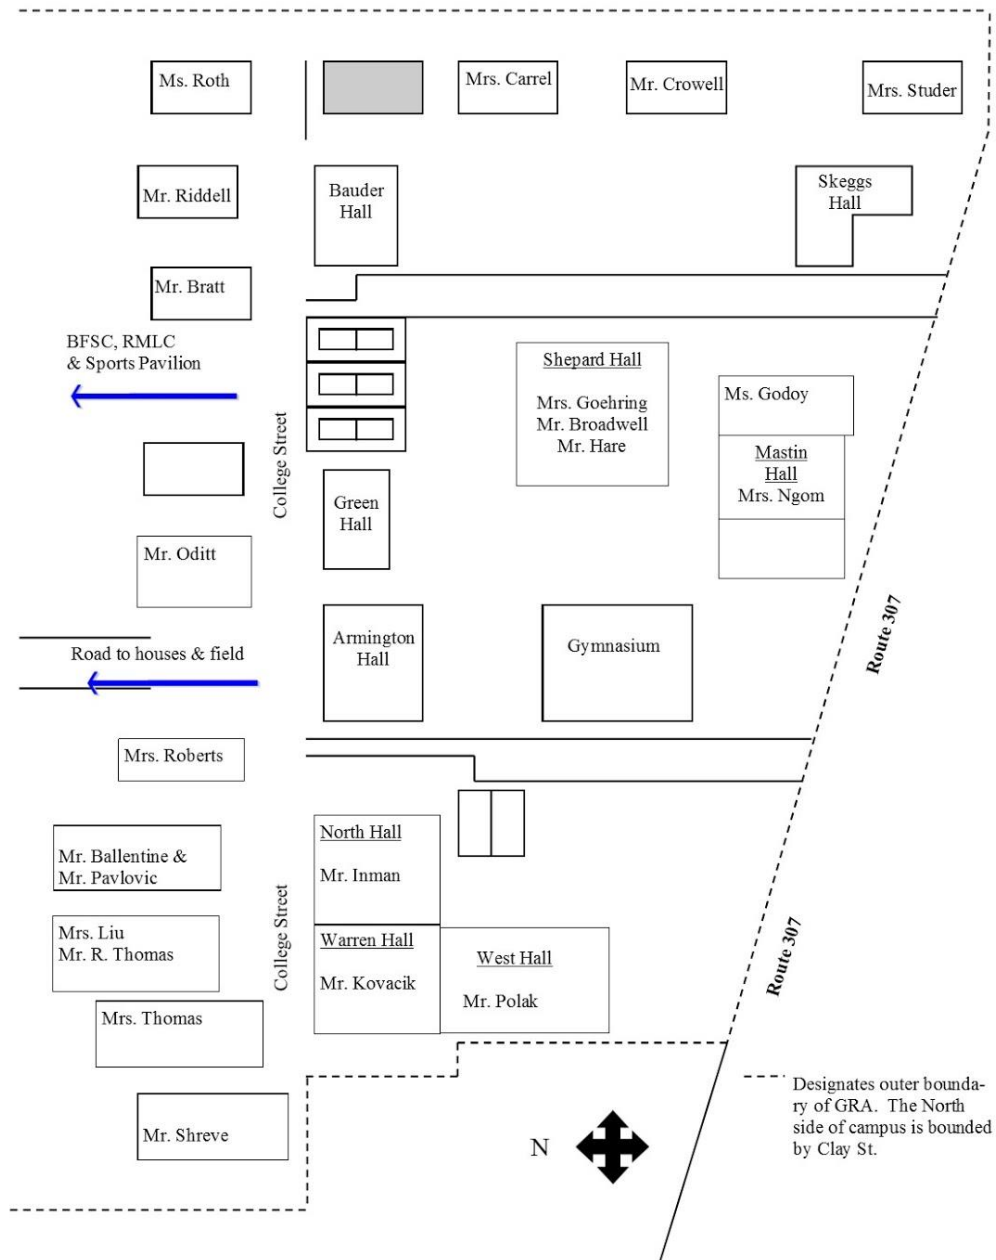 Ms. Roth
Mrs. Carrel
Mr. Crowell
Mrs. Studer
Mr. Riddell
Bauder
Hall
Skeggs
Hall
Mr. Bratt
BFSC, RMLC
& Sports Pavilion
College Street
Shepard Hall
Mrs. Goehring
Mr. Broadwell
Mr. Hare
Ms. Godoy
Mastin
Hall
Mrs. Ngom
Green
Hall
Mr. Oditt
Road to houses & field
Armington
Hall
Gymnasium
Route 307
Mrs. Roberts
Mr. Ballentine &
Mr. Pavlovic
North Hall
Mr. Inman
College Street
Mrs. Liu
Mr. R. Thomas
Warren Hall
Mr. Kovacik
West Hall
Mr. Polak
Route 307
Mrs. Thomas
Mr. Shreve
N
Designates outer bounda-
ry of GRA. The North
side of campus is bounded
by Clay St.